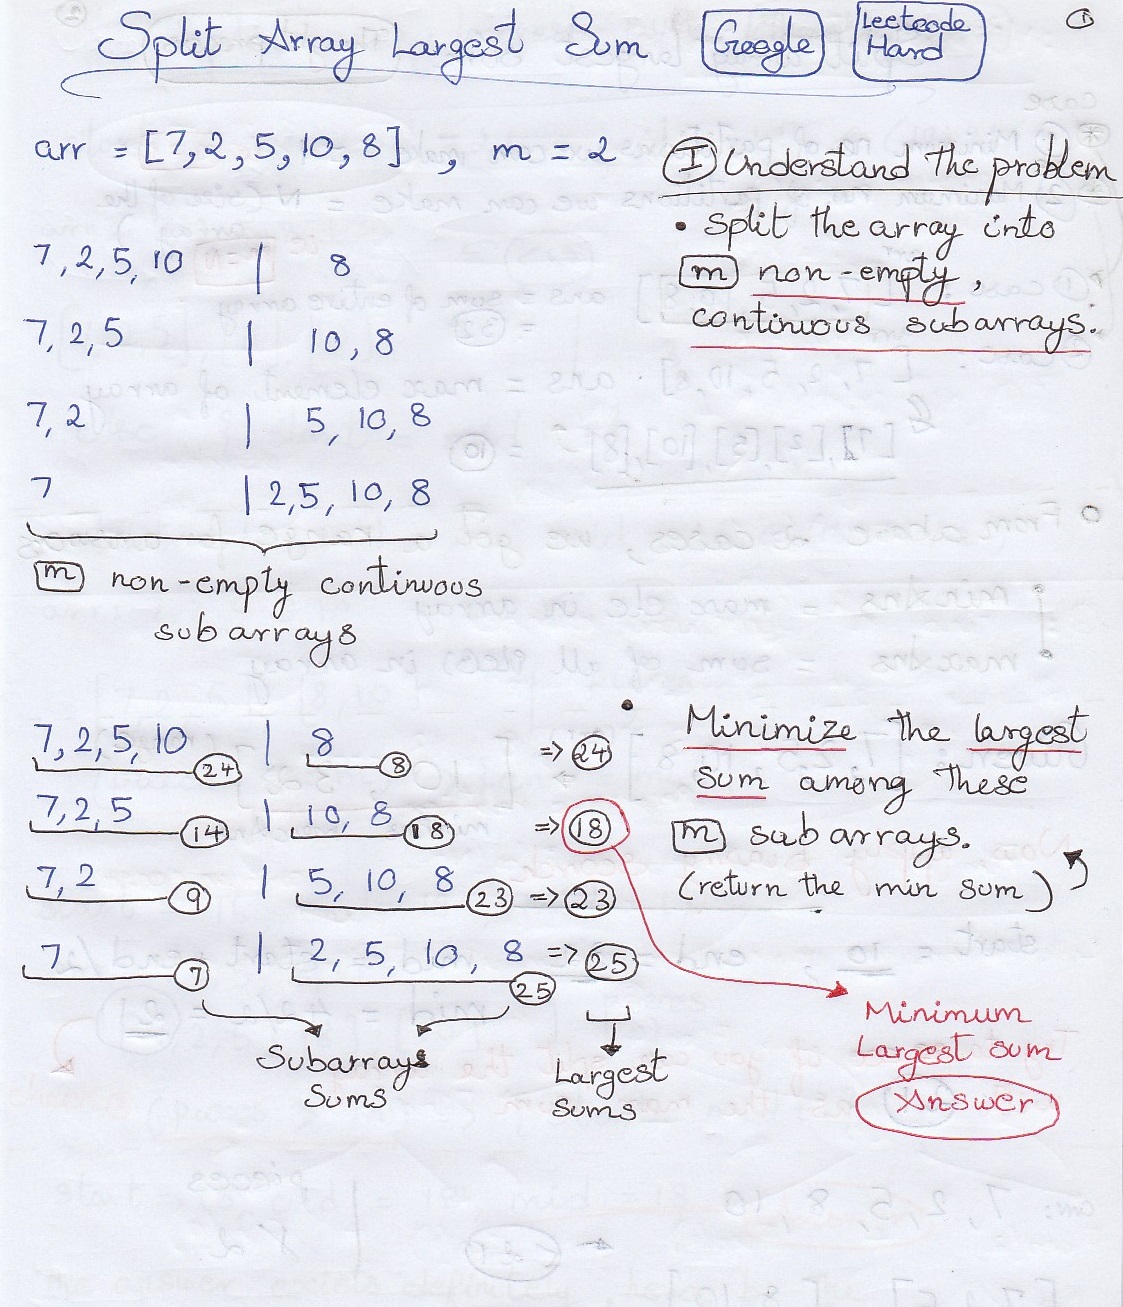 Split Array Largest Sum Google Leetcode Hard ①
arr = [7, 2, 5, 10, 8] , m = 2
7, 2, 5, 10 | 8
7, 2, 5 | 10, 8
7, 2 | 5, 10, 8
7 | 2, 5, 10, 8
m non-empty continuous
subarrays
Ⓘ Understand the problem
• Split the array into
m non-empty,
continuous subarrays.
7, 2, 5, 10 24 | 8 8 => 24
7, 2, 5 14 | 10, 8 18 => 18
7, 2 9 | 5, 10, 8 23 => 23
7 7 | 2, 5, 10, 8 25 => 25
Subarrays
Sums
Largest
Sums
• Minimize the largest
sum among these
m subarrays.
(return the min sum)
Minimum
Largest sum
Answer